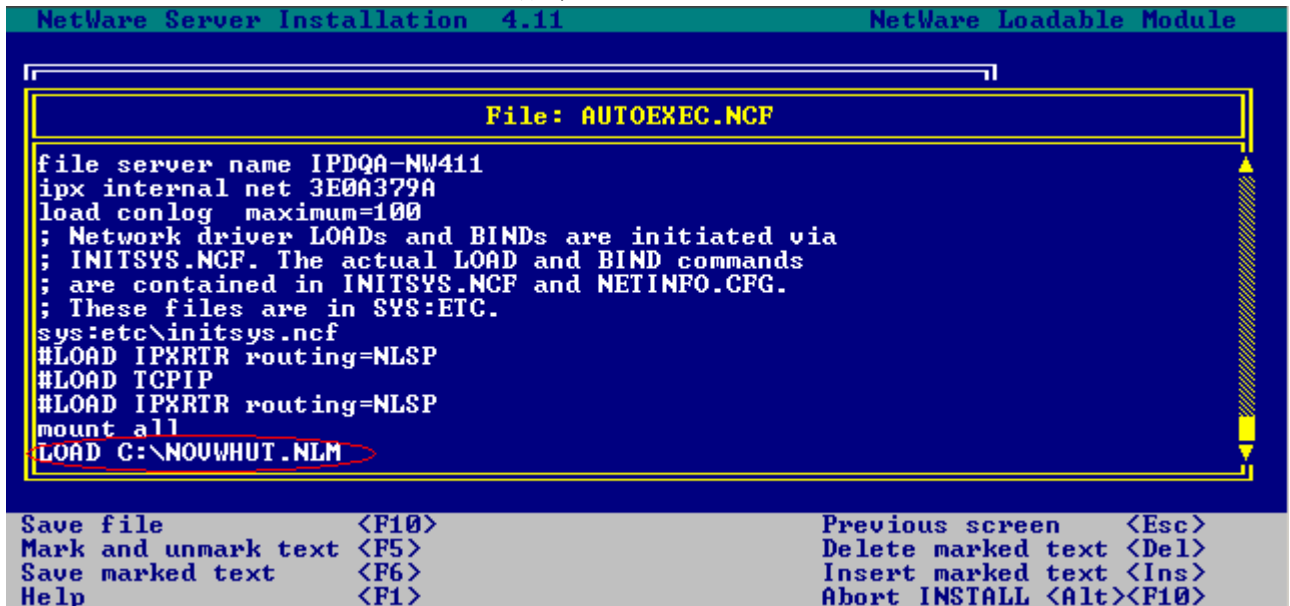 NetWare Server Installation 4.11 NetWare Loadable Module
File: AUTOEXEC.NCF
file server name IPDQA-NW411
ipx internal net 3E0A379A
load conlog maximum=100
; Network driver LOADs and BINDs are initiated via
; INITSYS.NCF. The actual LOAD and BIND commands
; are contained in INITSYS.NCF and NETINFO.CFG.
; These files are in SYS:ETC.
sys:etc\initsys.ncf
#LOAD IPXRTR routing=NLSP
#LOAD TCPIP
#LOAD IPXRTR routing=NLSP
mount all
LOAD C:\NOVWHUT.NLM
Save file <F10> Previous screen <Esc>
Mark and unmark text <F5> Delete marked text <Del>
Save marked text <F6> Insert marked text <Ins>
Help <F1> Abort INSTALL <Alt><F10>